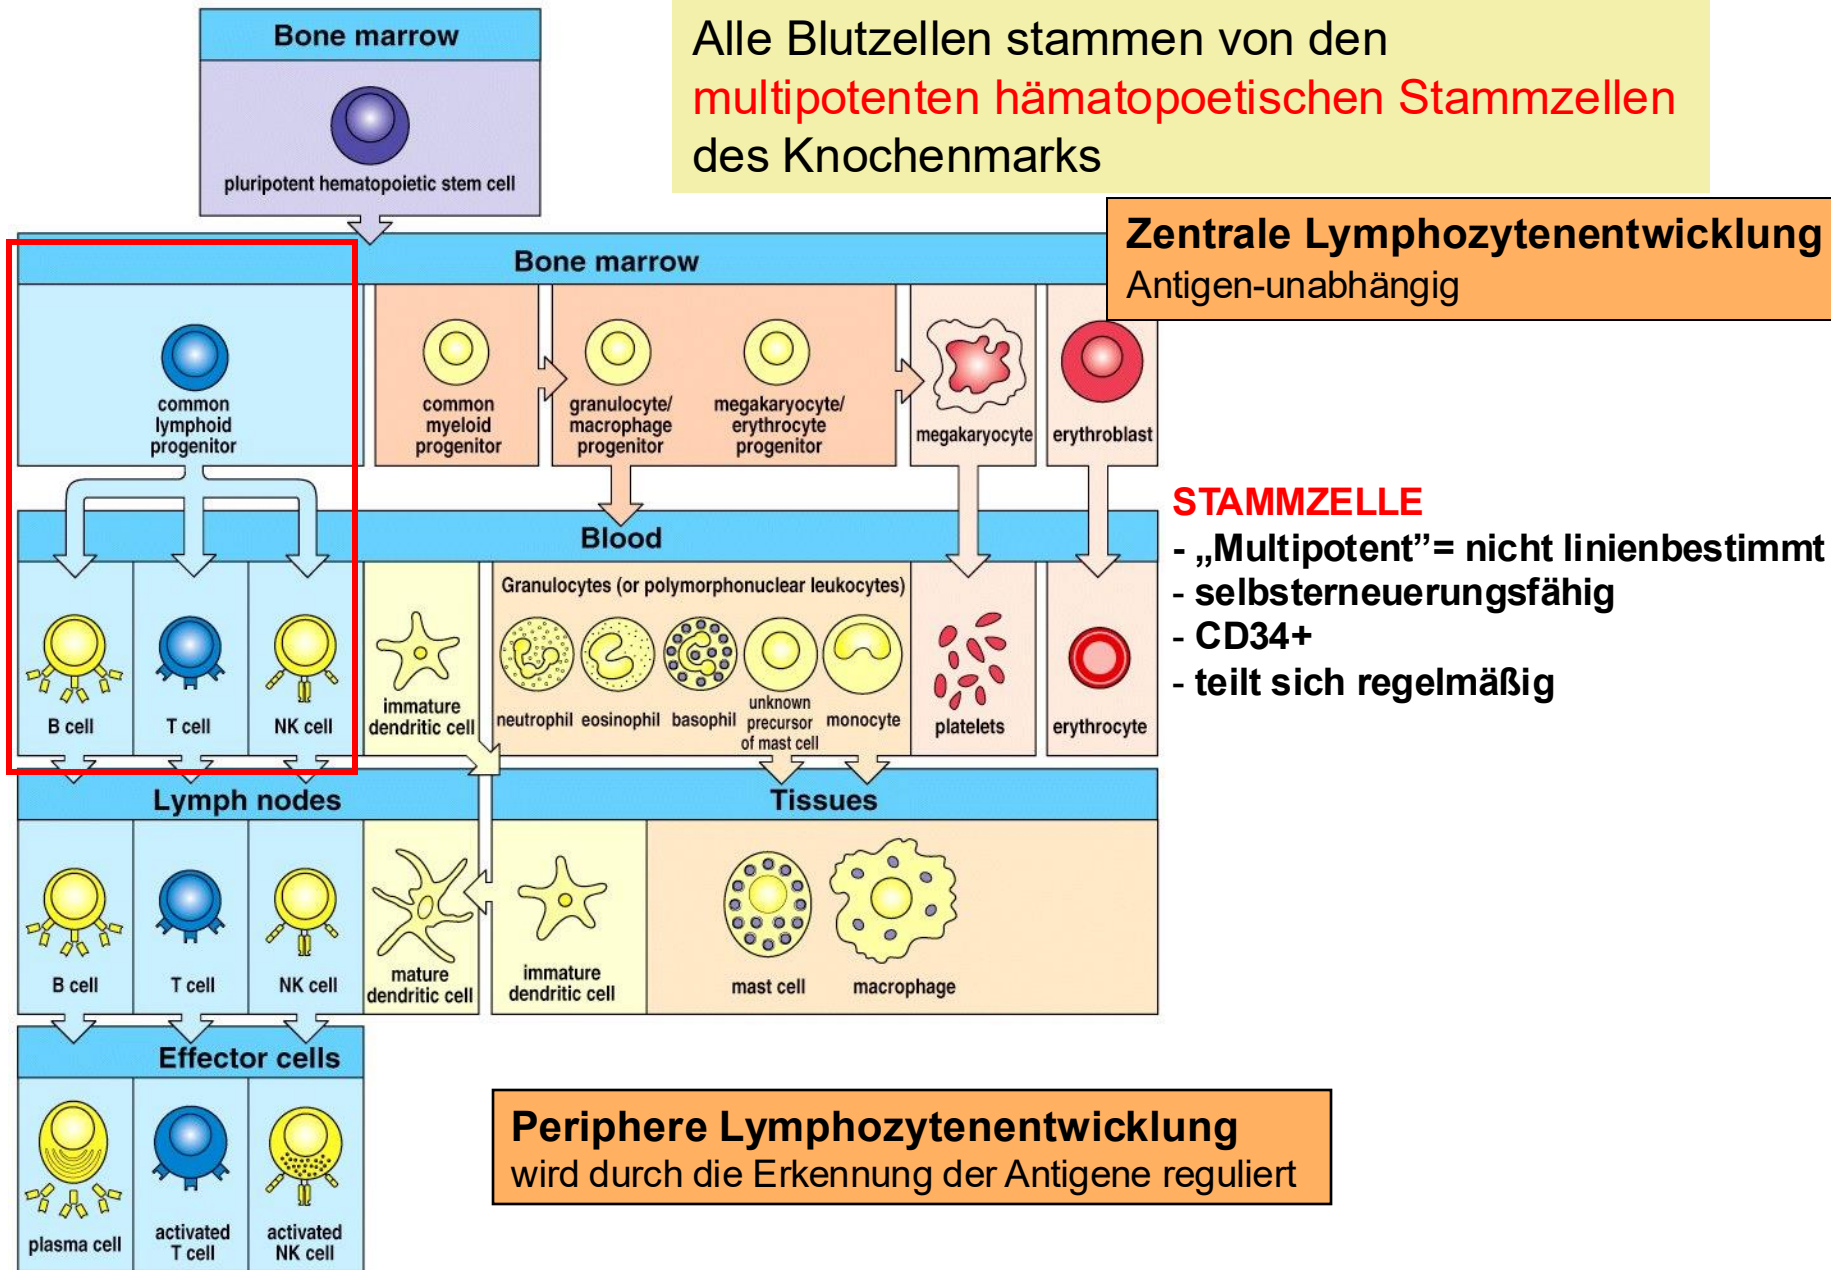 Bone marrow
pluripotent hematopoietic stem cell
Alle Blutzellen stammen von den
multipotenten hämatopoetischen Stammzellen
des Knochenmarks
Zentrale Lymphozytenentwicklung
Antigen-unabhängig
Bone marrow
common
lymphoid
progenitor
common
myeloid
progenitor
granulocyte/
macrophage
progenitor
megakaryocyte/
erythrocyte
progenitor
megakaryocyte
erythroblast
STAMMZELLE
- „Multipotent”= nicht linienbestimmt
- selbsterneuerungsfähig
- CD34+
- teilt sich regelmäßig
Blood
Granulocytes (or polymorphonuclear leukocytes)
B cell
T cell
NK cell
immature
dendritic cell
neutrophil
eosinophil
basophil
unknown
precursor
of mast cell
monocyte
platelets
erythrocyte
Lymph nodes
Tissues
B cell
T cell
NK cell
mature
dendritic cell
immature
dendritic cell
mast cell
macrophage
Effector cells
plasma cell
activated
T cell
activated
NK cell
Periphere Lymphozytenentwicklung
wird durch die Erkennung der Antigene reguliert